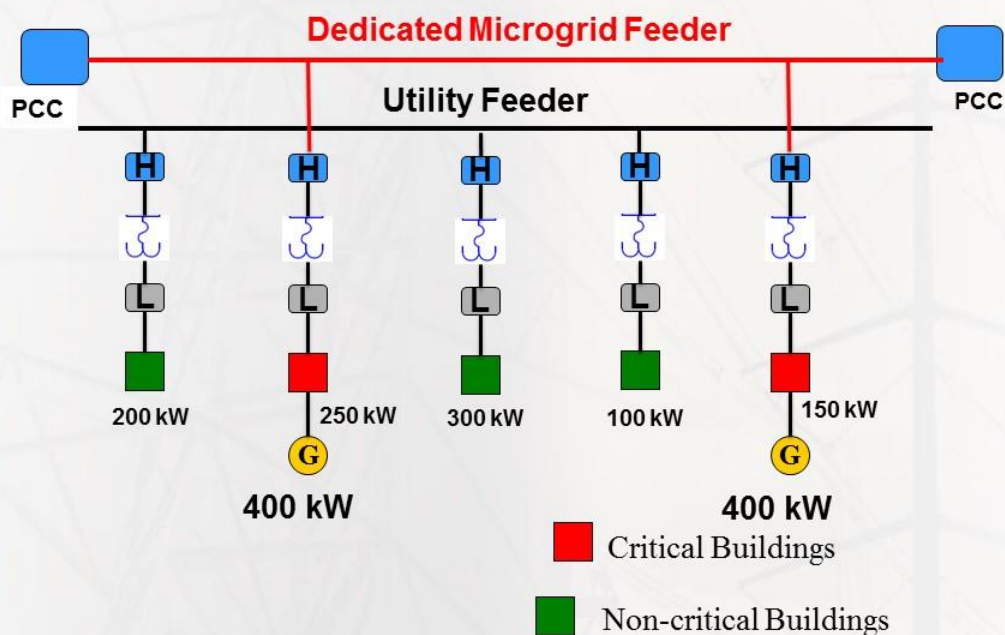 Dedicated Microgrid Feeder
PCC
PCC
Utility Feeder
H H H H H
L L L L L
200 kW
250 kW
300 kW
100 kW
150 kW
G G
400 kW
400 kW
Critical Buildings
Non-critical Buildings